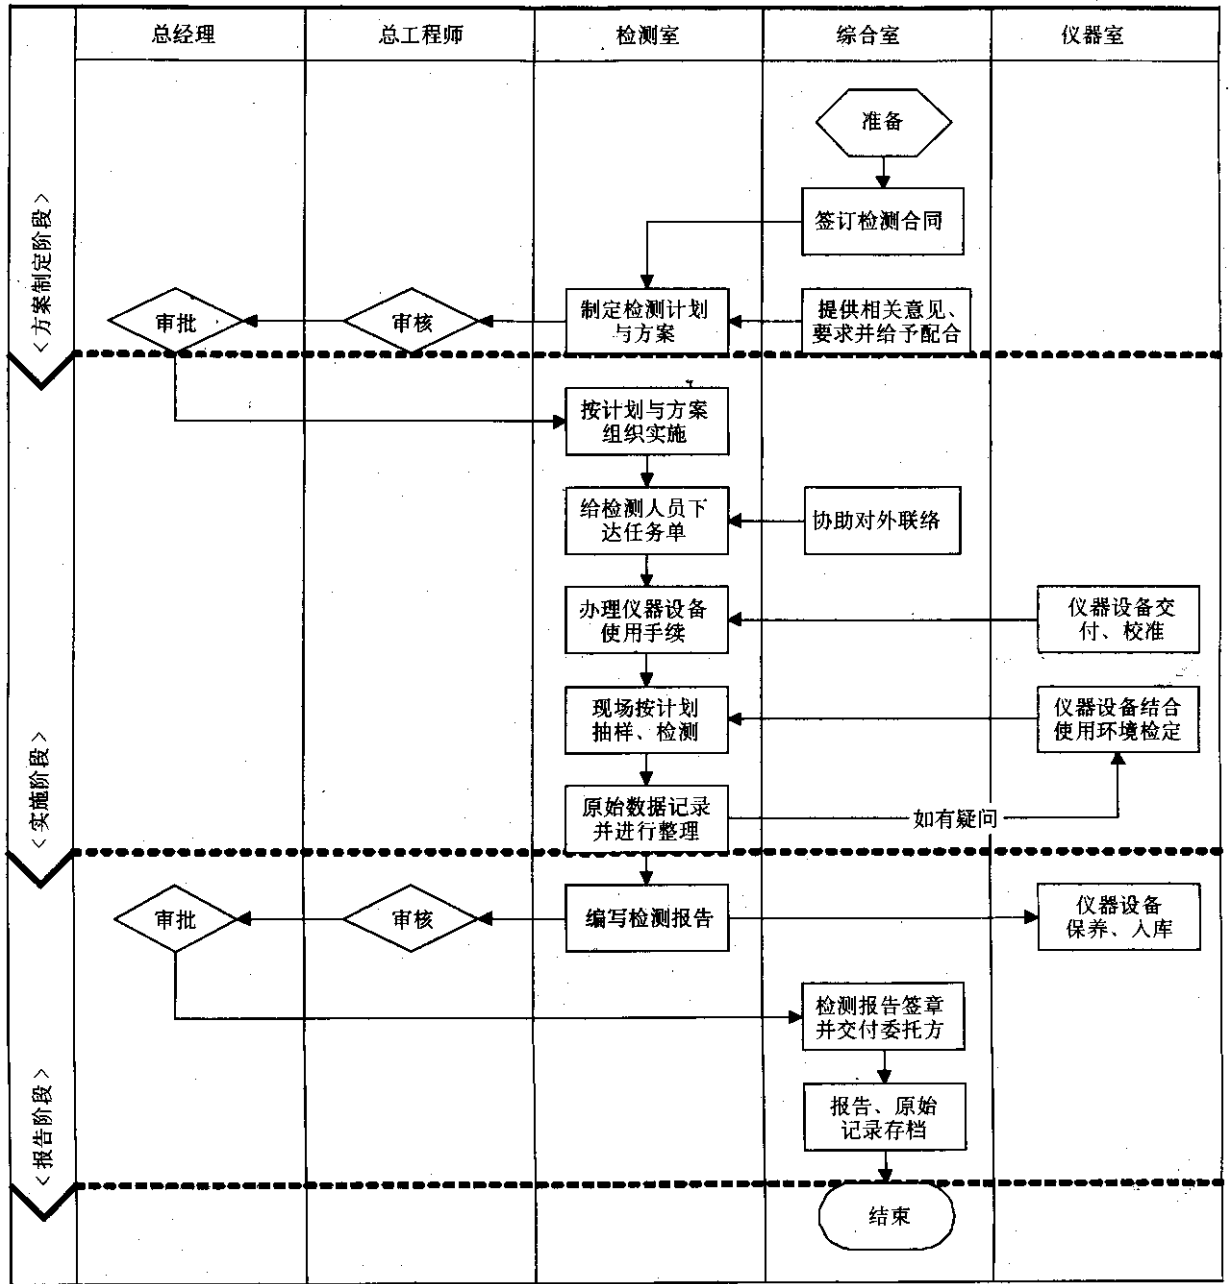 总经理
总工程师
检测室
综合室
仪器室
<方案制定阶段>
准备
签订检测合同
审批
审核
制定检测计划
与方案
提供相关意见、
要求并给予配合
<实施阶段>
按计划与方案
组织实施
给检测人员下
达任务单
协助对外联络
办理仪器设备
使用手续
仪器设备交
付、校准
现场按计划
抽样、检测
仪器设备结合
使用环境检定
原始数据记录
并进行整理
如有疑问
<报告阶段>
审批
审核
编写检测报告
仪器设备
保养、入库
检测报告签章
并交付委托方
报告、原始
记录存档
结束